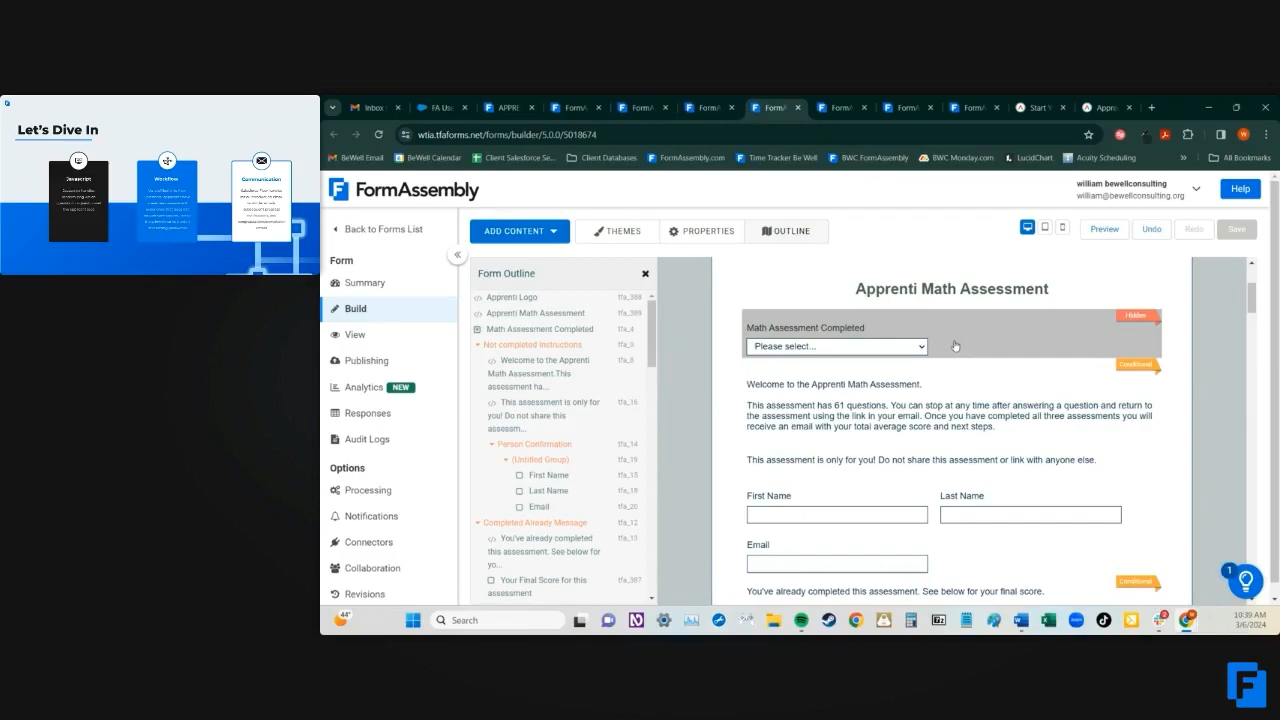 Let's Dive In
Javascript
Workflow
Communication
Inbox
FA Use
APPRE
FormA
FormA
FormA
FormA
FormA
FormA
FormA
Start Y
Appre
wtia.tfaforms.net/forms/builder/5.0.0/5018674
BeWell Email
BeWell Calendar
Client Salesforce Se...
Client Databases
FormAssembly.com
Time Tracker Be Well
BWC FormAssembly
BWC Monday.com
LucidChart
Acuity Scheduling
All Bookmarks
FormAssembly
william bewellconsulting
william@bewellconsulting.org
Help
Back to Forms List
ADD CONTENT
THEMES
PROPERTIES
OUTLINE
Preview
Undo
Redo
Save
Form
Summary
Build
View
Publishing
Analytics NEW
Responses
Audit Logs
Options
Processing
Notifications
Connectors
Collaboration
Revisions
Form Outline
Apprenti Logo tfa_388
Apprenti Math Assessment tfa_389
Math Assessment Completed tfa_4
Not completed Instructions tfa_3
Welcome to the Apprenti tfa_8
Math Assessment.This
assessment ha...
This assessment is only for tfa_16
you! Do not share this
assessm...
Person Confirmation tfa_14
(Untitled Group) tfa_19
First Name tfa_15
Last Name tfa_18
Email tfa_20
Completed Already Message tfa_12
You've already completed tfa_13
this assessment. See below for
yo...
Your Final Score for this tfa_387
assessment
Apprenti Math Assessment
Hidden
Math Assessment Completed
Please select...
Conditional
Welcome to the Apprenti Math Assessment.
This assessment has 61 questions. You can stop at any time after answering a question and return to
the assessment using the link in your email. Once you have completed all three assessments you will
receive an email with your total average score and next steps.
This assessment is only for you! Do not share this assessment or link with anyone else.
First Name
Last Name
Email
Conditional
You've already completed this assessment. See below for your final score.
1
44°
Search
10:39 AM
3/6/2024